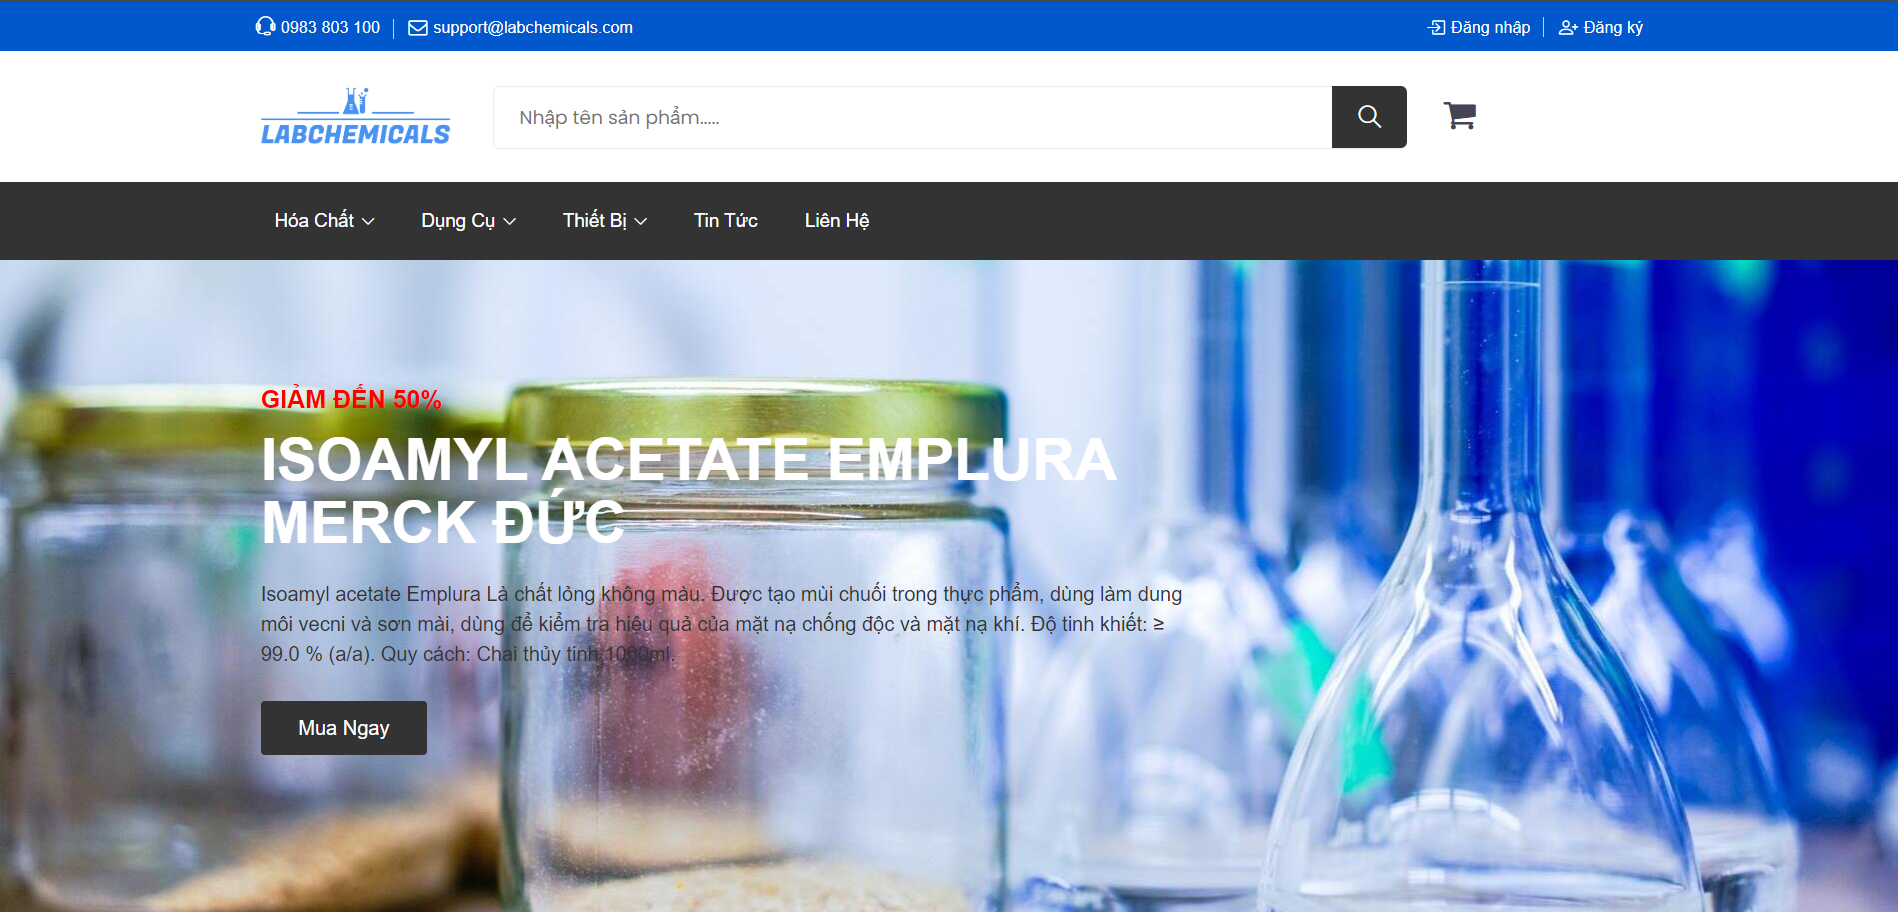 0983 803 100
support@labchemicals.com
Đăng nhập
Đăng ký
LABCHEMICALS
Nhập tên sản phẩm.....
Hóa Chất
Dụng Cụ
Thiết Bị
Tin Tức
Liên Hệ
GIẢM ĐẾN 50%
ISOAMYL ACETATE EMPLURA
MERCK ĐỨC
Isoamyl acetate Emplura Là chất lỏng không màu. Được tạo mùi chuối trong thực phẩm, dùng làm dung
môi vecni và sơn mài, dùng để kiểm tra hiệu quả của mặt nạ chống độc và mặt nạ khí. Độ tinh khiết: ≥
99.0 % (a/a). Quy cách: Chai thủy tinh 1000ml.
Mua Ngay